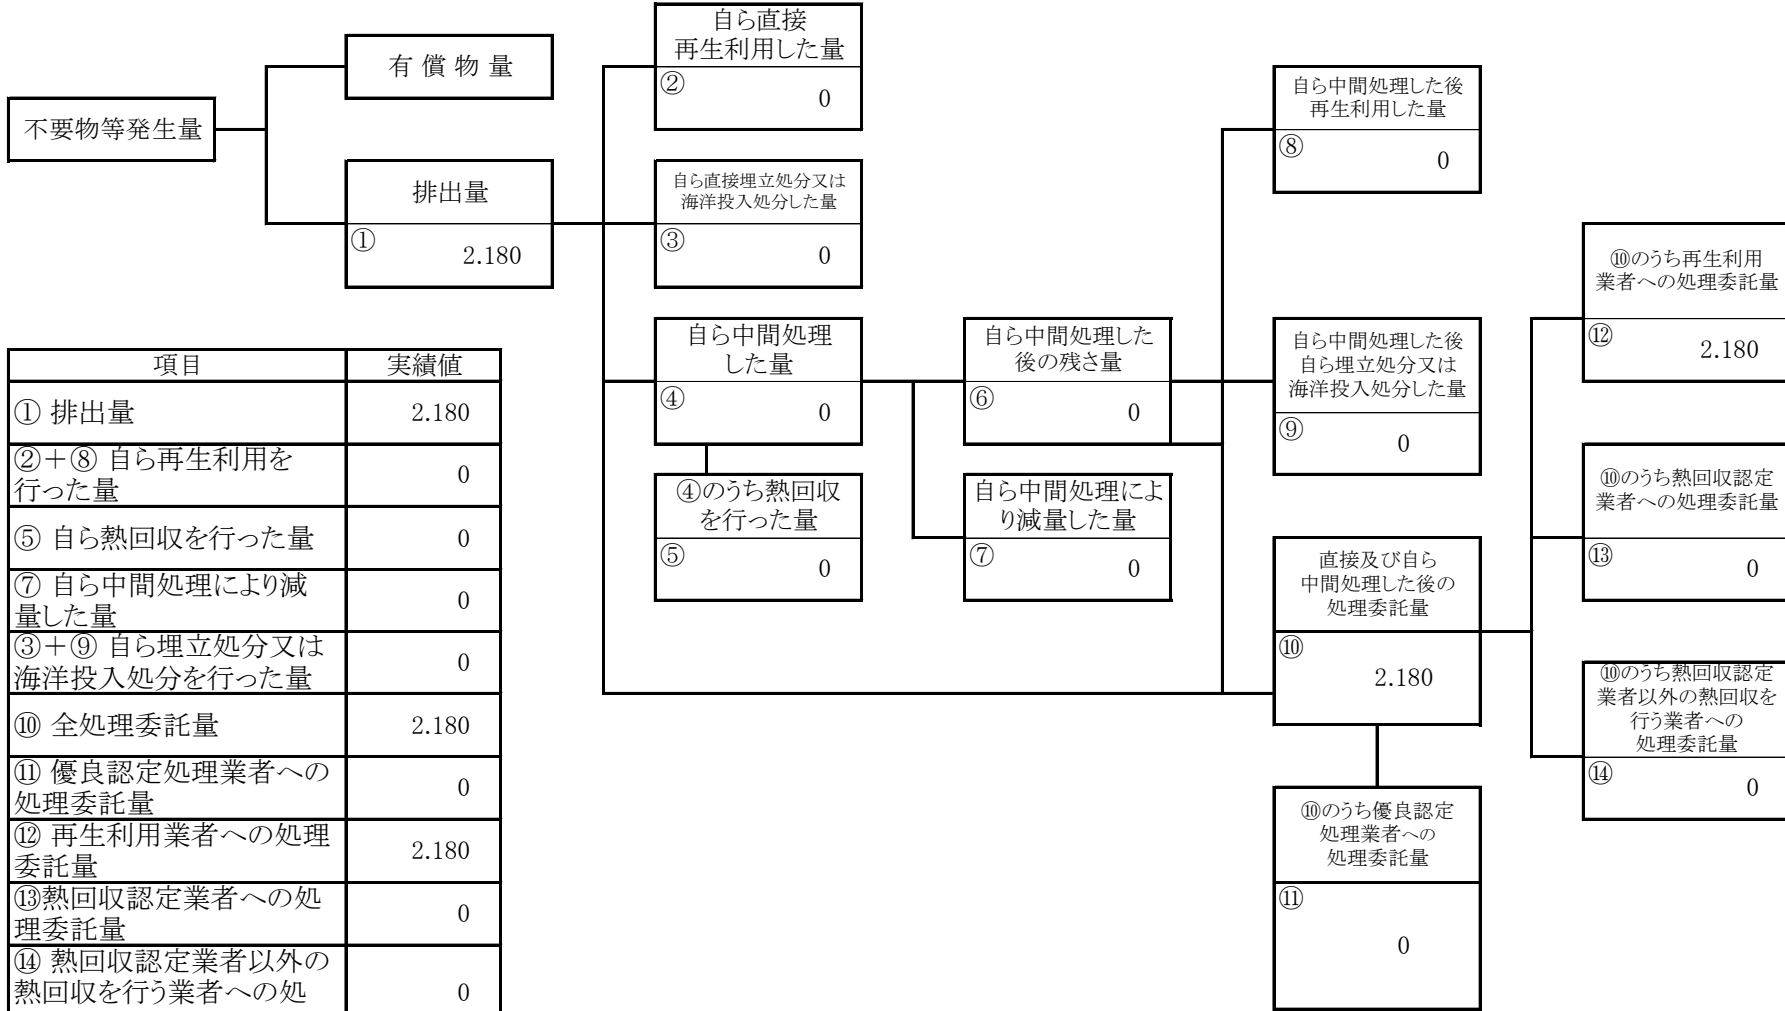 不要物等発生量
有 償 物 量
排出量
① 2.180
自ら直接
再生利用した量
② 0
自ら直接埋立処分又は
海洋投入処分した量
③ 0
自ら中間処理
した量
④ 0
④のうち熱回収
を行った量
⑤ 0
自ら中間処理した
後の残さ量
⑥ 0
自ら中間処理によ
り減量した量
⑦ 0
自ら中間処理した後
再生利用した量
⑧ 0
自ら中間処理した後
自ら埋立処分又は
海洋投入処分した量
⑨ 0
直接及び自ら
中間処理した後の
処理委託量
⑩
2.180
⑩のうち優良認定
処理業者への
処理委託量
⑪
0
⑩のうち再生利用
業者への処理委託量
⑫ 2.180
⑩のうち熱回収認定
業者への処理委託量
⑬ 0
⑩のうち熱回収認定
業者以外の熱回収を
行う業者への
処理委託量
⑭ 0
項目 実績値
① 排出量 2.180
②＋⑧ 自ら再生利用を
行った量 0
⑤ 自ら熱回収を行った量 0
⑦ 自ら中間処理により減
量した量 0
③＋⑨ 自ら埋立処分又は
海洋投入処分を行った量 0
⑩ 全処理委託量 2.180
⑪ 優良認定処理業者への
処理委託量 0
⑫ 再生利用業者への処理
委託量 2.180
⑬熱回収認定業者への処
理委託量 0
⑭ 熱回収認定業者以外の
熱回収を行う業者への処 0